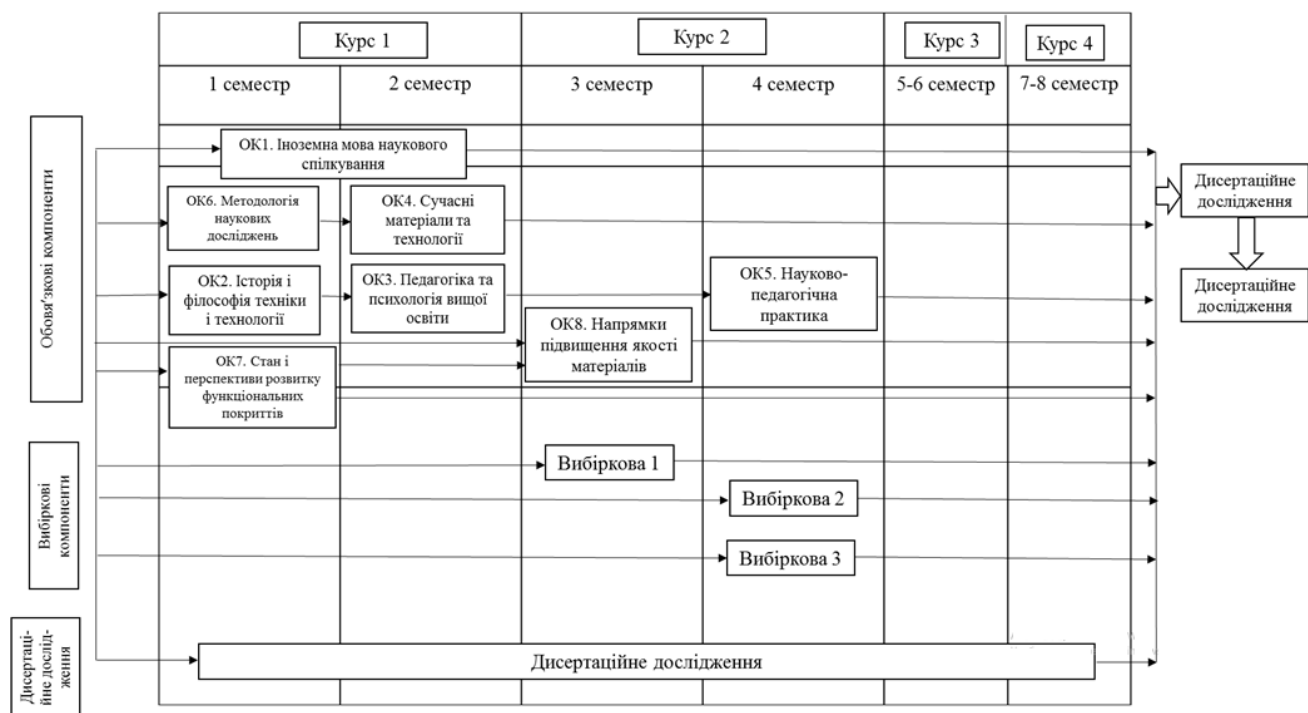 Курс 1
Курс 2
Курс 3
Курс 4
1 семестр
2 семестр
3 семестр
4 семестр
5-6 семестр
7-8 семестр
Обовя'зкові компоненти
ОК1. Іноземна мова наукового
спілкування
ОК6. Методологія
наукових
досліджень
ОК4. Сучасні
матеріали та
технології
ОК2. Історія і
філософія техніки
і технології
ОК3. Педагогіка та
психологія вищої
освіти
ОК5. Науково-
педагогічна
практика
ОК8. Напрямки
підвищення якості
матеріалів
ОК7. Стан і
перспективи розвитку
функціональних
покриттів
Дисертаційне
дослідження
Дисертаційне
дослідження
Вибіркові
компоненти
Вибіркова 1
Вибіркова 2
Вибіркова 3
Дисертаці-
йне дослід-
ження
Дисертаційне дослідження